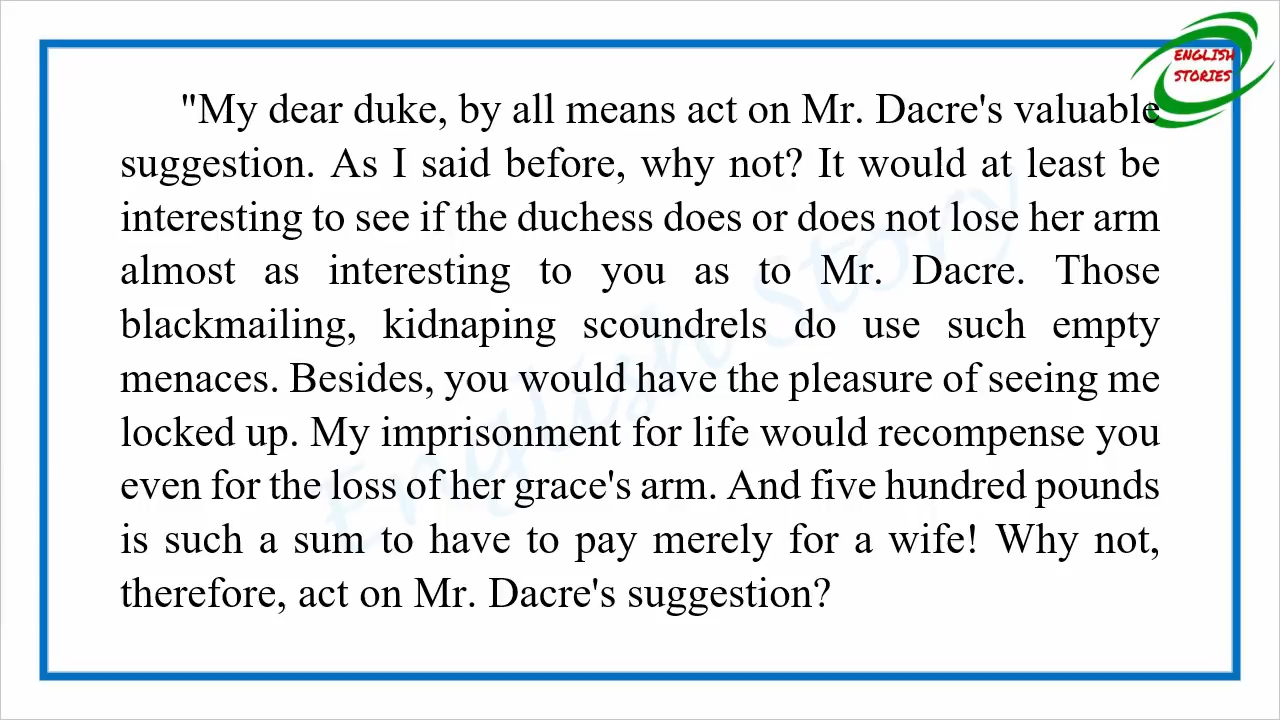 ENGLISH
STORIES
"My dear duke, by all means act on Mr. Dacre's valuable
suggestion. As I said before, why not? It would at least be
interesting to see if the duchess does or does not lose her arm
almost as interesting to you as to Mr. Dacre. Those
blackmailing, kidnaping scoundrels do use such empty
menaces. Besides, you would have the pleasure of seeing me
locked up. My imprisonment for life would recompense you
even for the loss of her grace's arm. And five hundred pounds
is such a sum to have to pay merely for a wife! Why not,
therefore, act on Mr. Dacre's suggestion?
English Story